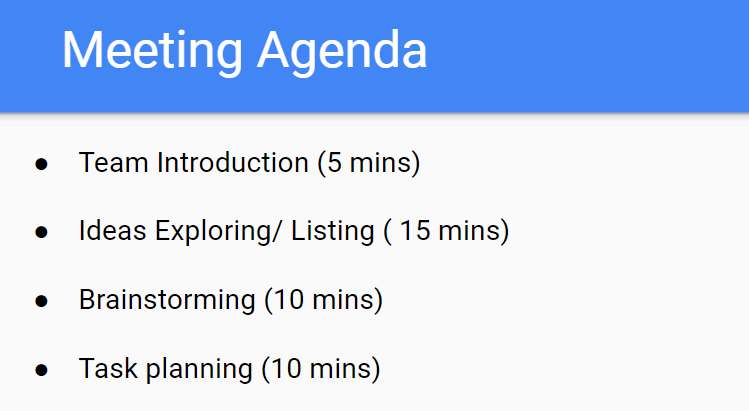 Meeting Agenda
● Team Introduction (5 mins)
● Ideas Exploring/ Listing ( 15 mins)
● Brainstorming (10 mins)
● Task planning (10 mins)